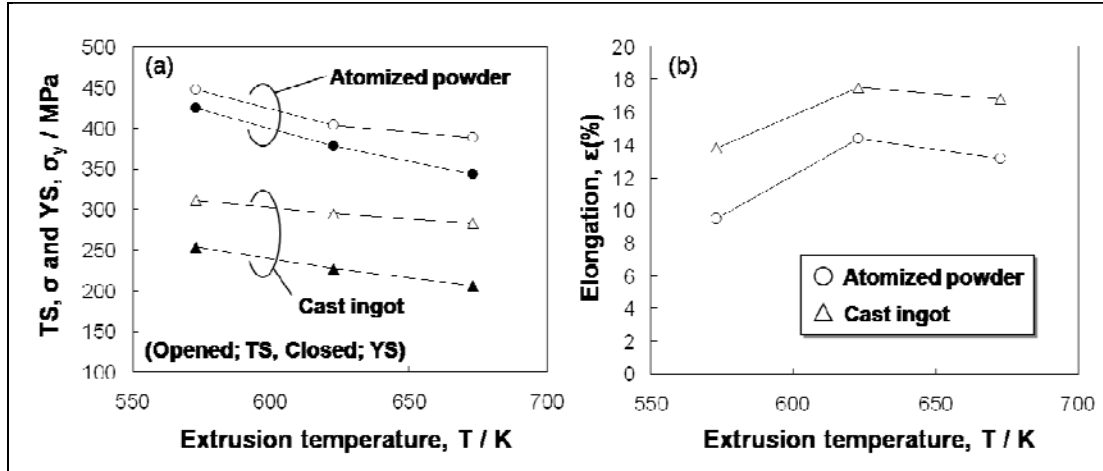 (a)
Atomized powder
Cast ingot
(Opened; TS, Closed; YS)
TS, σ and YS, σy / MPa
500
450
400
350
300
250
200
150
100
550
600
650
700
Extrusion temperature, T / K
(b)
Elongation, ε(%)
20
18
16
14
12
10
8
6
4
2
0
Atomized powder
Cast ingot
550
600
650
700
Extrusion temperature, T / K